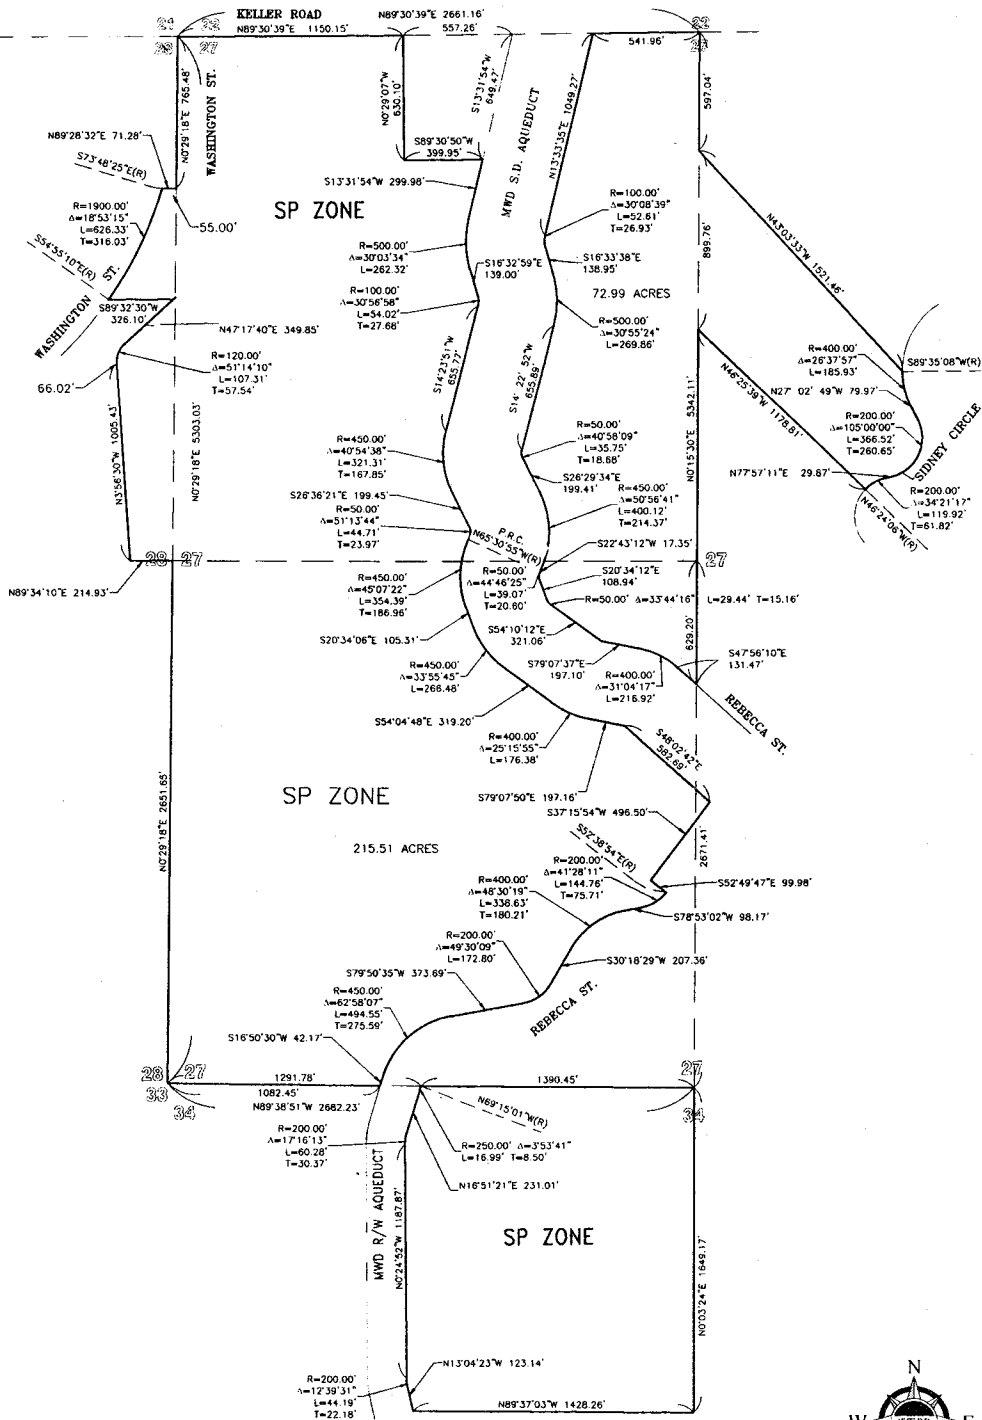 KELLER ROAD
N89°30'39"E 2661.16'
21 22
N89°30'39"E 1150.15'
557.26'
541.96'
22
28 27
27
N0°29'18"E 765.48'
WASHINGTON ST.
N0°29'07"W
630.10'
S13°31'54"W
649.47'
MWD S.D. AQUEDUCT
N13°33'35"E 1049.27'
597.04'
N89°28'32"E 71.28'
S73°48'25"E(R)
S89°30'50"W
399.95'
S13°31'54"W 299.98'
SP ZONE
55.00'
R=1900.00'
Δ=18°53'15"
L=626.33'
T=316.03'
S54°55'10"E(R)
WASHINGTON ST.
S89°32'30"W
326.10'
N47°17'40"E 349.85'
R=120.00'
Δ=51°14'10"
L=107.31'
T=57.54'
66.02'
N3°56'30"W 1005.43'
N0°29'18"E 5303.03'
R=500.00'
Δ=30°03'34"
L=262.32'
R=100.00'
Δ=30°56'58"
L=54.02'
T=27.68'
S16°32'59"E
139.00'
S14°23'51"W
655.77'
R=100.00'
Δ=30°08'39"
L=52.61'
T=26.93'
S16°33'38"E
138.95'
72.99 ACRES
R=500.00'
Δ=30°55'24"
L=269.86'
S14° 22' 52"W
655.89'
899.76'
N43°03'33"W 1521.46'
N0°15'30"E 5342.11'
N46°25'39"W 1178.81'
R=400.00'
Δ=26°37'57"
L=185.93'
S89°35'08"W(R)
N27° 02' 49"W 79.97'
R=200.00'
Δ=105°00'00"
L=366.52'
T=260.65'
SIDNEY CIRCLE
N77°57'11"E 29.87'
R=200.00'
Δ=34°21'17"
L=119.92'
T=61.82'
N46°24'06"W(R)
R=450.00'
Δ=40°54'38"
L=321.31'
T=167.85'
S26°36'21"E 199.45'
R=50.00'
Δ=51°13'44"
L=44.71'
T=23.97'
R=50.00'
Δ=40°58'09"
L=35.75'
T=18.68'
S26°29'34"E
199.41'
R=450.00'
Δ=50°56'41"
L=400.12'
T=214.37'
P.R.C.
N65°30'55"W(R)
S22°43'12"W 17.35'
28 27
27
N89°34'10"E 214.93'
R=450.00'
Δ=45°07'22"
L=354.39'
T=186.96'
R=50.00'
Δ=44°46'25"
L=39.07'
T=20.60'
S20°34'12"E
108.94'
R=50.00' Δ=33°44'16" L=29.44' T=15.16'
S20°34'06"E 105.31'
S54°10'12"E
321.06'
S79°07'37"E
197.10'
629.20'
S47°56'10"E
131.47'
R=450.00'
Δ=33°55'45"
L=266.48'
R=400.00'
Δ=31°04'17"
L=216.92'
REBECCA ST.
S54°04'48"E 319.20'
R=400.00'
Δ=25°15'55"
L=176.38'
S48°02'42"E
582.69'
S79°07'50"E 197.16'
N0°29'18"E 2651.65'
SP ZONE
215.51 ACRES
S37°15'54"W 496.50'
2671.41'
S52°38'54"E(R)
R=200.00'
Δ=41°28'11"
L=144.76'
T=75.71'
S52°49'47"E 99.98'
R=400.00'
Δ=48°30'19"
L=338.63'
T=180.21'
S78°53'02"W 98.17'
R=200.00'
Δ=49°30'09"
L=172.80'
S30°18'29"W 207.36'
S79°50'35"W 373.69'
REBECCA ST.
R=450.00'
Δ=62°58'07"
L=494.55'
T=275.59'
S16°50'30"W 42.17'
28 27
27
1291.78'
1390.45'
33 34
34
1082.45'
N89°38'51"W 2682.23'
N69°15'01"W(R)
R=200.00'
Δ=17°16'13"
L=60.28'
T=30.37'
R=250.00' Δ=3°53'41"
L=16.99' T=8.50'
N16°51'21"E 231.01'
MWD R/W AQUEDUCT
N0°24'52"W 1187.87'
SP ZONE
N0°03'24"E 1649.17'
N13°04'23"W 123.14'
R=200.00'
Δ=12°39'31"
L=44.19'
T=22.18'
N89°37'03"W 1428.26'
N
W E